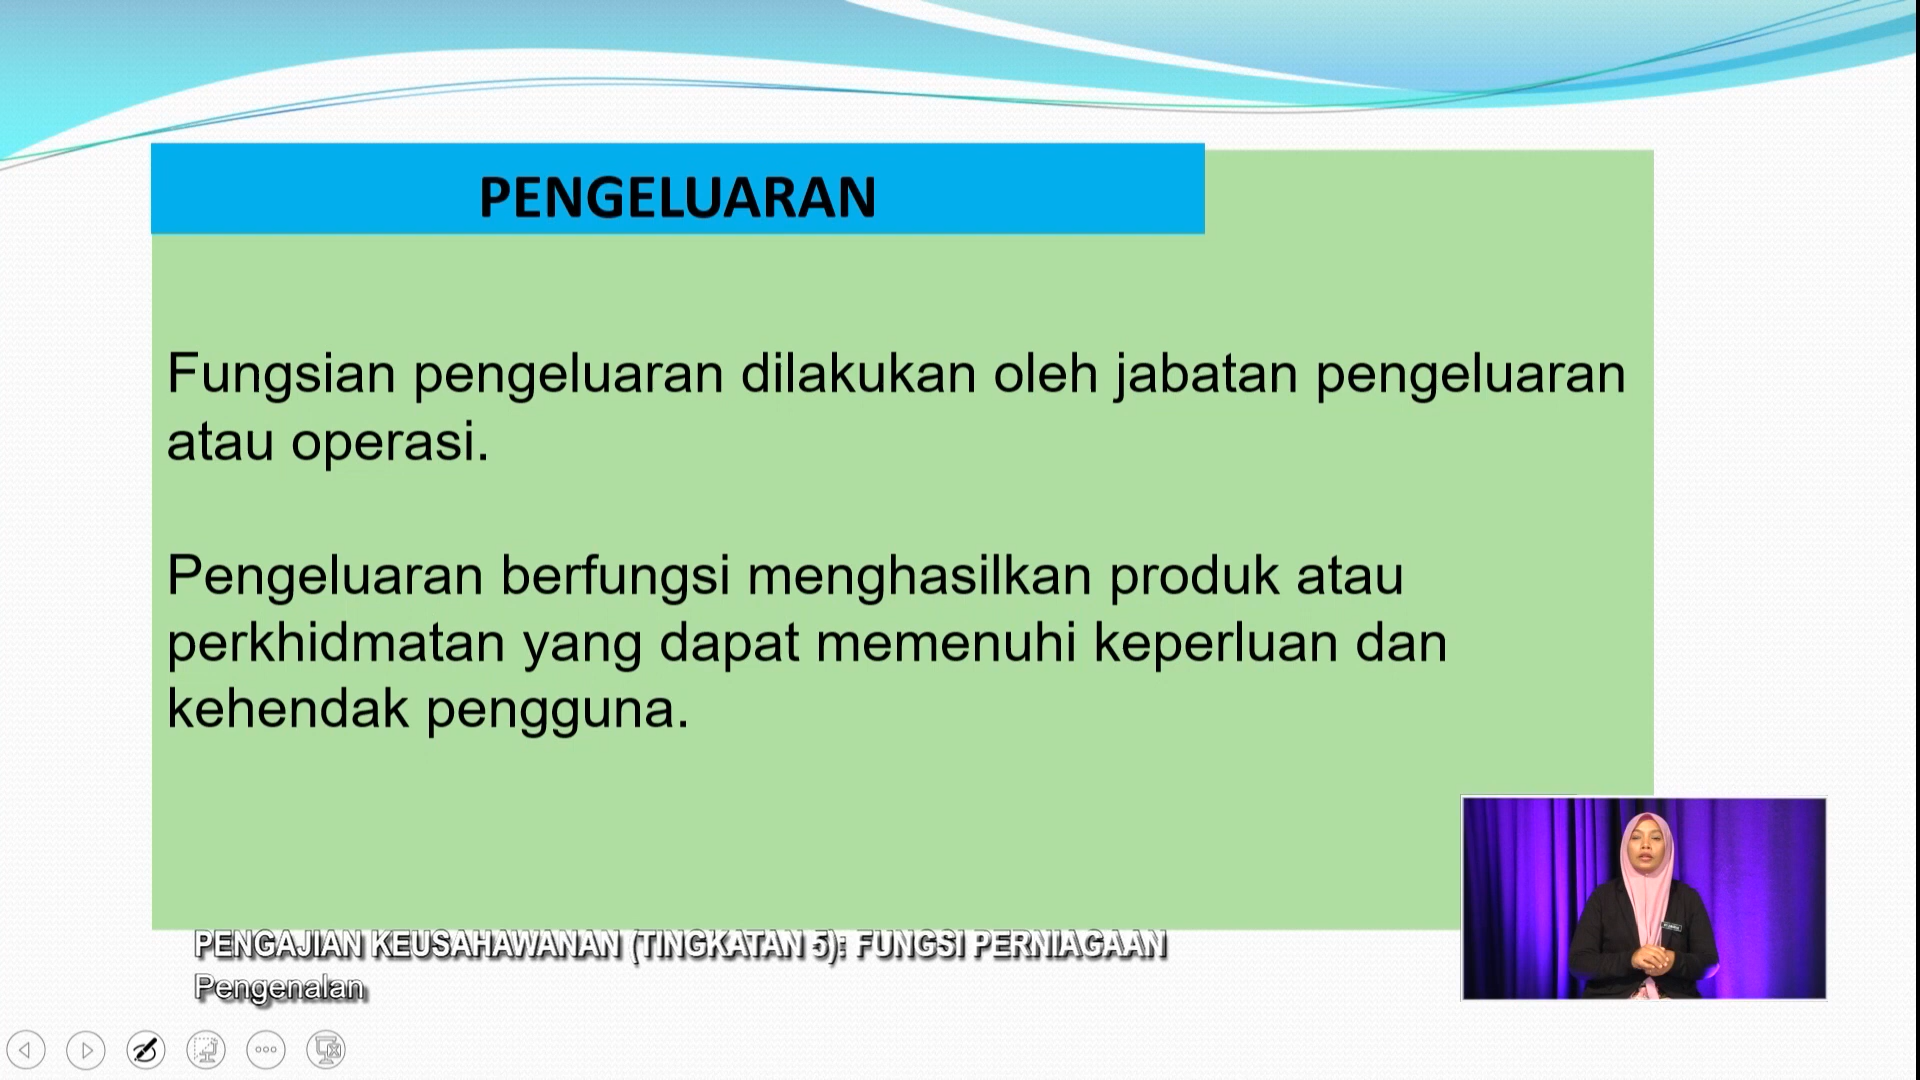 PENGELUARAN
Fungsian pengeluaran dilakukan oleh jabatan pengeluaran
atau operasi.
Pengeluaran berfungsi menghasilkan produk atau
perkhidmatan yang dapat memenuhi keperluan dan
kehendak pengguna.
PENGAJIAN KEUSAHAWANAN (TINGKATAN 5): FUNGSI PERNIAGAAN
Pengenalan